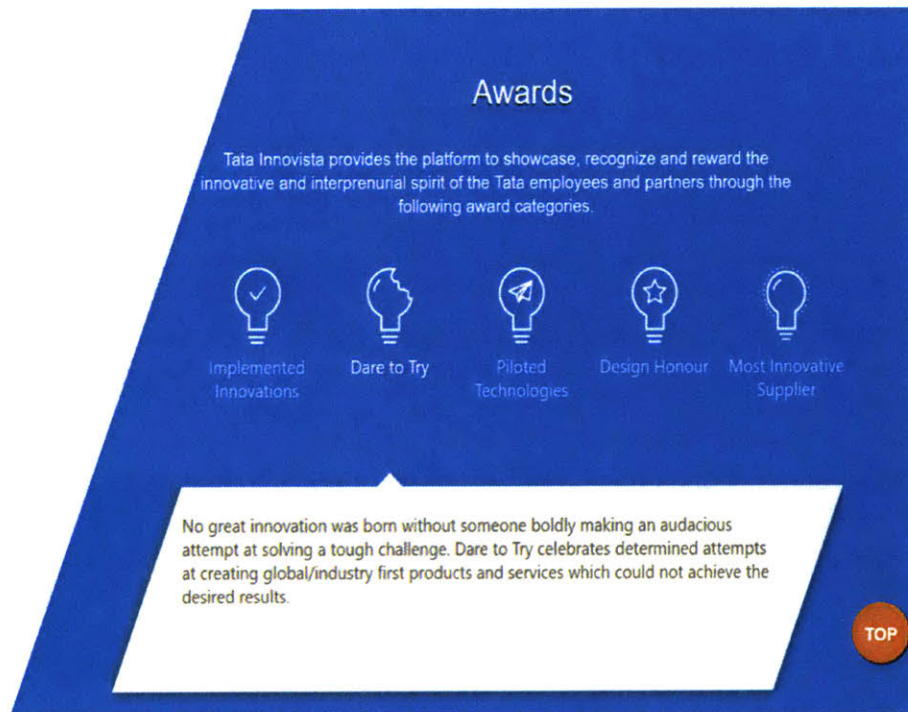 Awards
Tata Innovista provides the platform to showcase, recognize and reward the
innovative and interprenurial spirit of the Tata employees and partners through the
following award categories.
Implemented
Innovations
Dare to Try
Piloted
Technologies
Design Honour
Most Innovative
Supplier
No great innovation was born without someone boldly making an audacious
attempt at solving a tough challenge. Dare to Try celebrates determined attempts
at creating global/industry first products and services which could not achieve the
desired results.
TOP